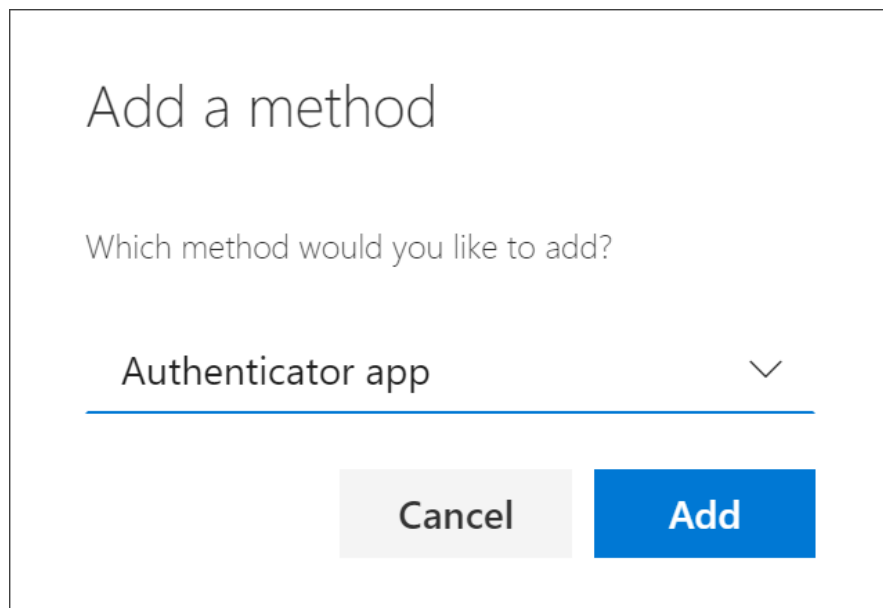 Add a method
Which method would you like to add?
Authenticator app
Cancel Add